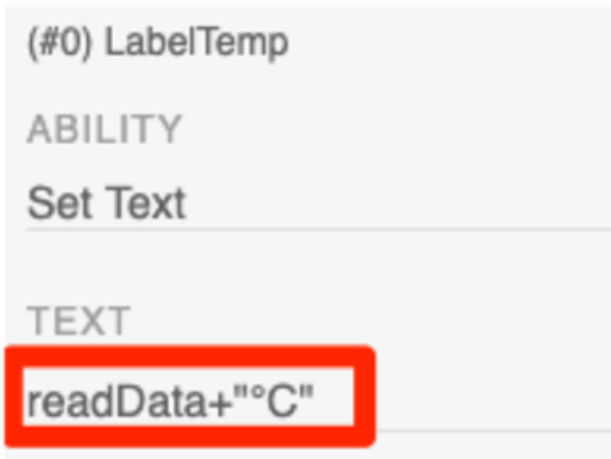 (#0) LabelTemp
ABILITY
Set Text
TEXT
readData+"°C"